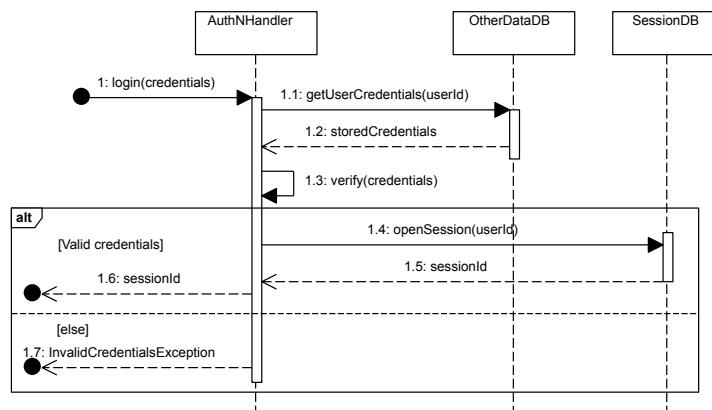 AuthNHandler
OtherDataDB
SessionDB
1: login(credentials)
1.1: getUserCredentials(userId)
1.2: storedCredentials
1.3: verify(credentials)
alt
1.4: openSession(userId)
[Valid credentials]
1.5: sessionId
1.6: sessionId
[else]
1.7: InvalidCredentialsException